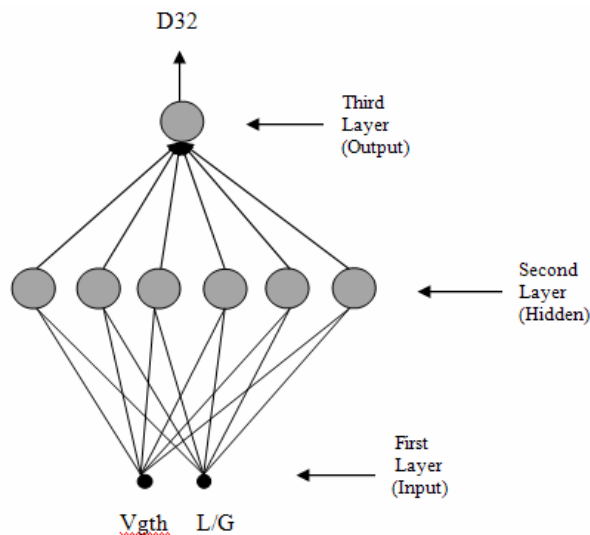 D32
Third
Layer
(Output)
Second
Layer
(Hidden)
First
Layer
(Input)
Vgth L/G